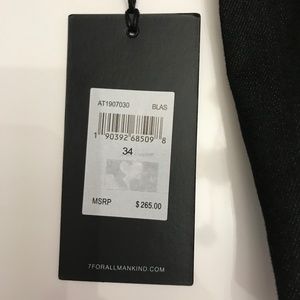 AT1907030 BLAS
1 90392 68509 8
34
MSRP $ 265.00
7FORALLMANKIND.COM